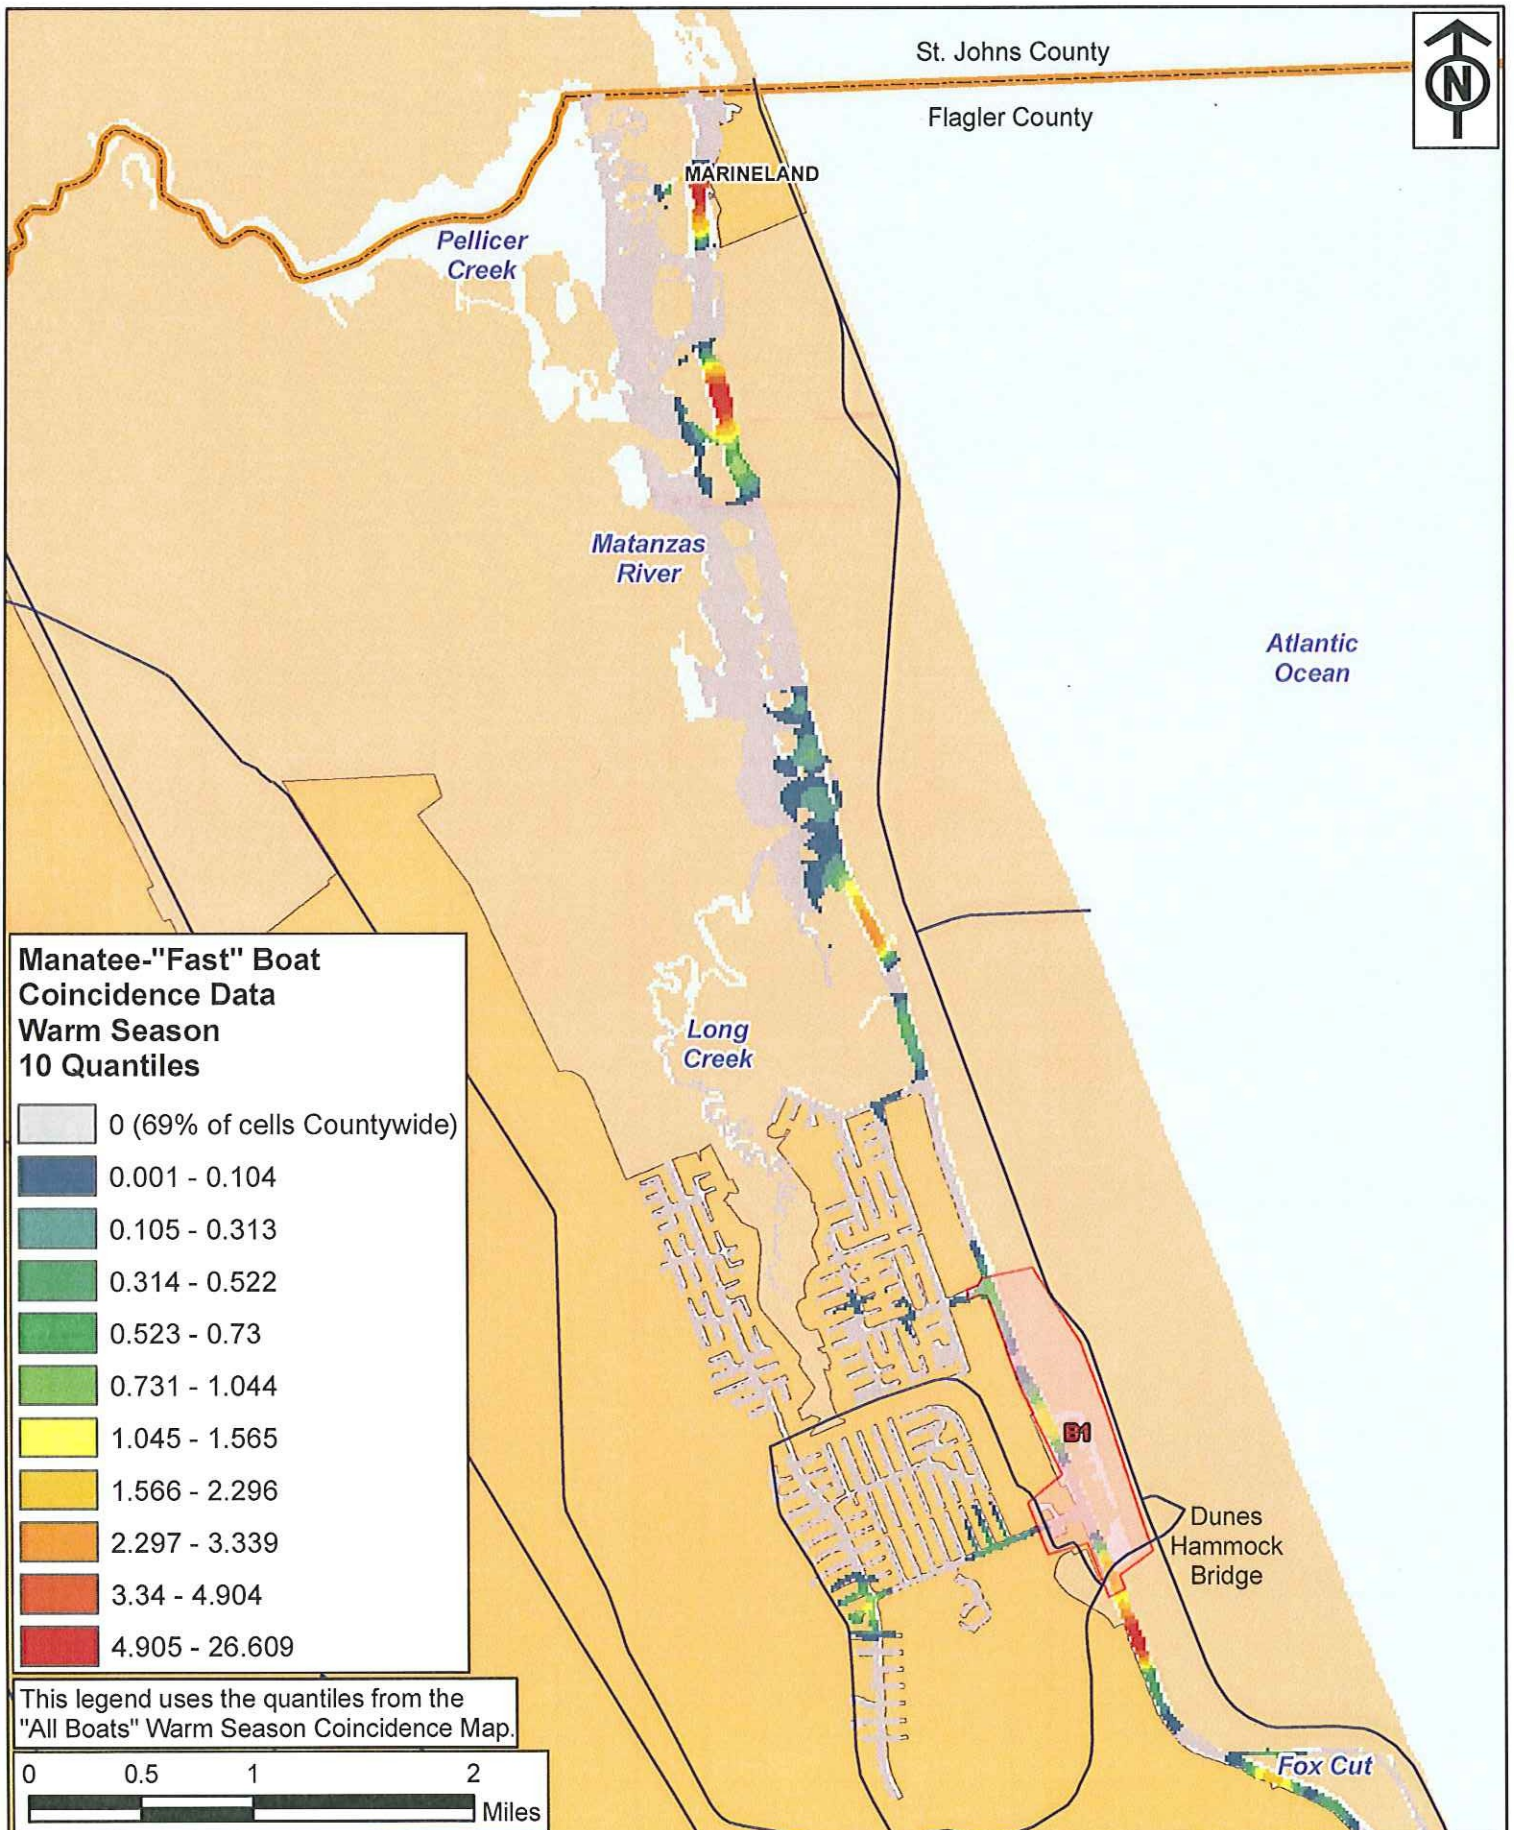 St. Johns County
Flagler County
N
MARINELAND
Pellicer
Creek
Matanzas
River
Atlantic
Ocean
Long
Creek
B1
Dunes
Hammock
Bridge
Fox Cut
Manatee-"Fast" Boat
Coincidence Data
Warm Season
10 Quantiles
0 (69% of cells Countywide)
0.001 - 0.104
0.105 - 0.313
0.314 - 0.522
0.523 - 0.73
0.731 - 1.044
1.045 - 1.565
1.566 - 2.296
2.297 - 3.339
3.34 - 4.904
4.905 - 26.609
This legend uses the quantiles from the
"All Boats" Warm Season Coincidence Map.
0 0.5 1 2
Miles